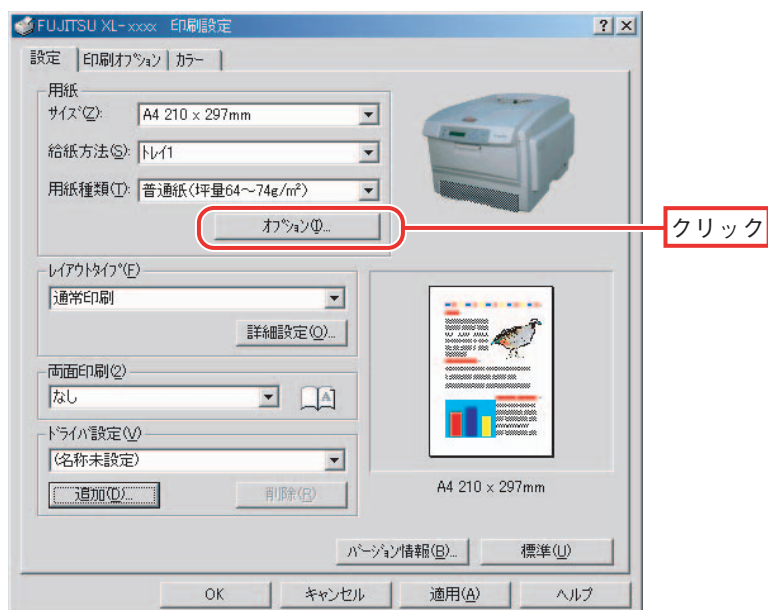 FUJITSU XL-xxxx 印刷設定
設定 印刷オプション カラー
用紙
サイズ(Z): A4 210 x 297mm
給紙方法(S): トレイ1
用紙種類(T): 普通紙(坪量64～74g/m²)
オプション(I)...
クリック
レイアウトタイプ(E)
通常印刷
詳細設定(O)...
両面印刷(2)
なし
A
ドライバ設定(V)
(名称未設定)
追加(D)...
削除(R)
A4 210 x 297mm
バージョン情報(B)...
標準(U)
OK キャンセル 適用(A) ヘルプ